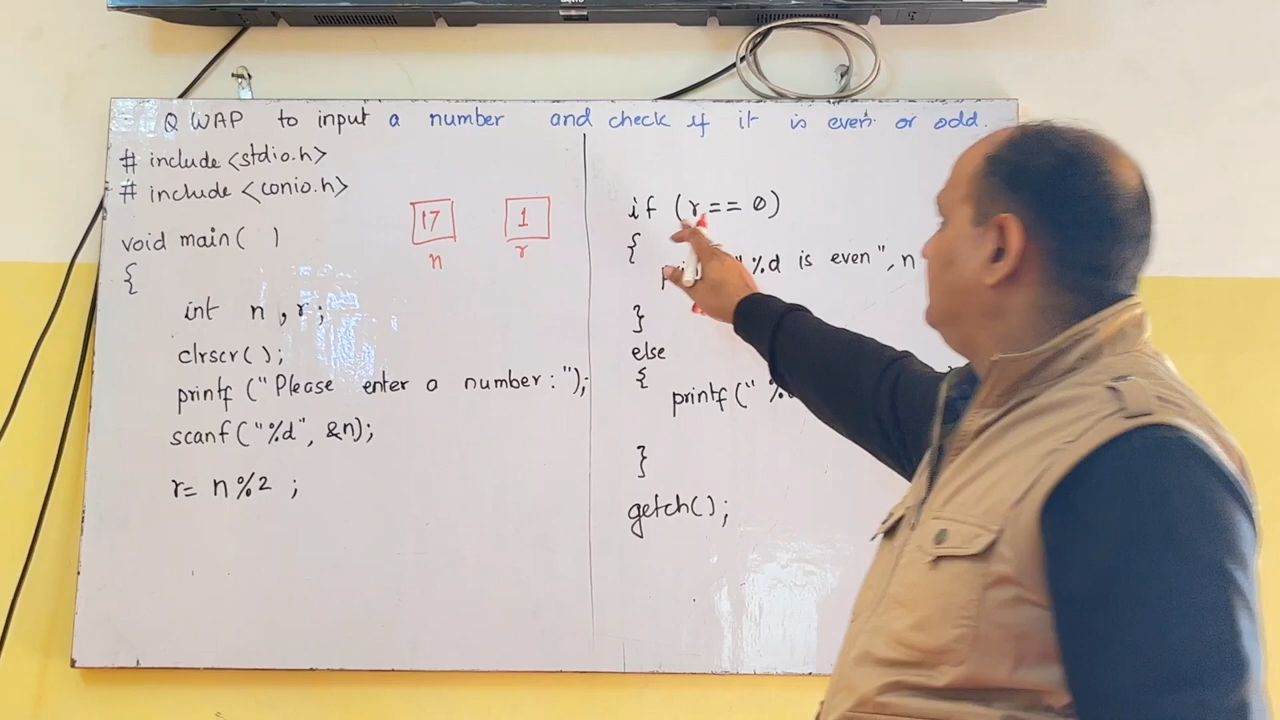 Q WAP to input a number and check if it is even or odd.
# include <stdio.h>
# include <conio.h>
void main( )
{
int n, r;
clrscr();
printf ("Please enter a number : ");
scanf ("%d", &n);
r= n%2 ;
17 1
n r
if (r == 0)
{
%d is even", n
}
else
{
printf ("
}
getch();